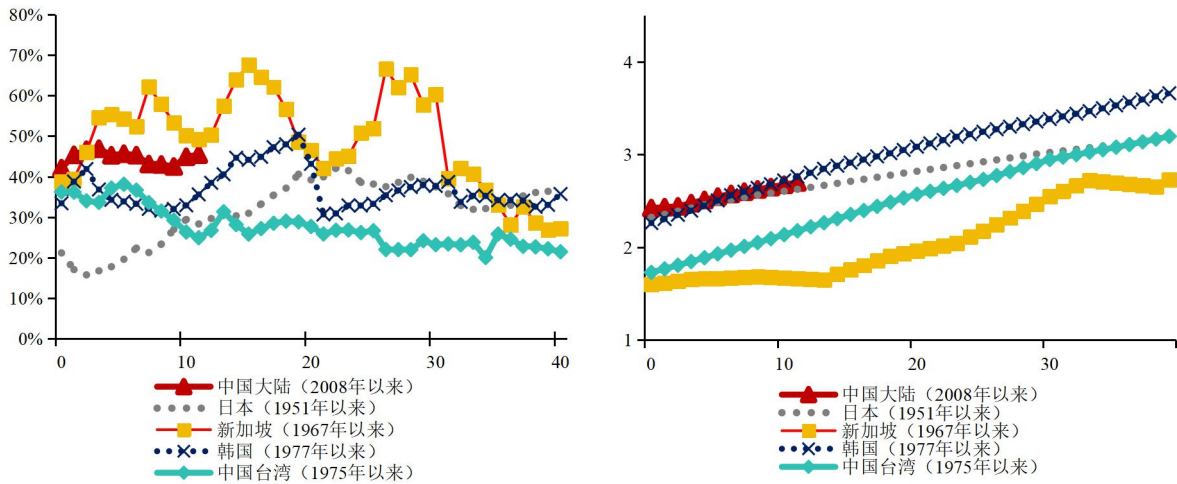 80%
70%
60%
50%
40%
30%
20%
10%
0%
0 10 20 30 40
中国大陆（2008年以来）
日本（1951年以来）
新加坡（1967年以来）
韩国（1977年以来）
中国台湾（1975年以来）
4
3
2
1
0 10 20 30
中国大陆（2008年以来）
日本（1951年以来）
新加坡（1967年以来）
韩国（1977年以来）
中国台湾（1975年以来）